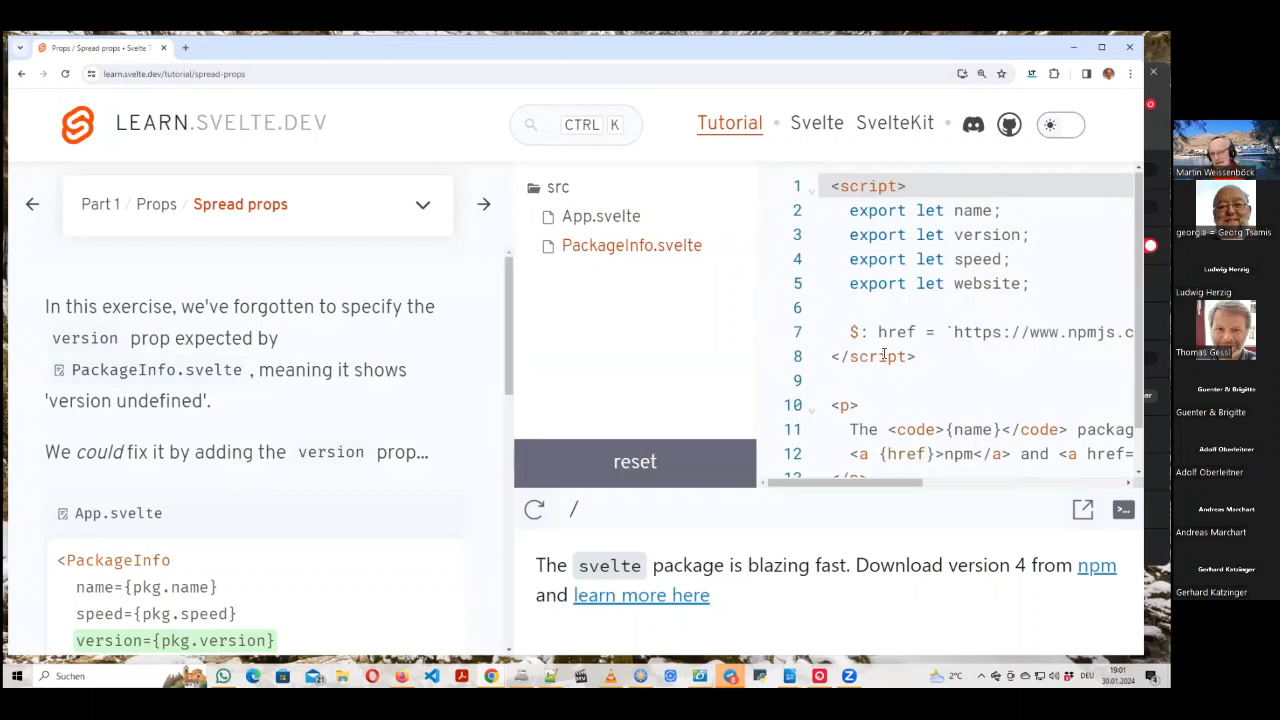 Props / Spread props • Svelte T
learn.svelte.dev/tutorial/spread-props
LEARN.SVELTE.DEV
CTRL K
Tutorial • Svelte SvelteKit •
Part 1 / Props / Spread props
In this exercise, we've forgotten to specify the
version prop expected by
PackageInfo.svelte , meaning it shows
'version undefined'.
We could fix it by adding the version prop...
App.svelte
<PackageInfo
name={pkg.name}
speed={pkg.speed}
version={pkg.version}
src
App.svelte
PackageInfo.svelte
reset
1 <script>
2 export let name;
3 export let version;
4 export let speed;
5 export let website;
6
7 $: href = `https://www.npmjs.c
8 </script>
9
10 <p>
11 The <code>{name}</code> packag
12 <a {href}>npm</a> and <a href=
13 </p>
/
The svelte package is blazing fast. Download version 4 from npm
and learn more here
Martin Weissenböck
georgie = Georg Tsamis
Ludwig Herzig
Ludwig Herzig
Thomas Gessl
Guenter & Brigitte
Guenter & Brigitte
Adolf Oberleitner
Adolf Oberleitner
Andreas Marchart
Andreas Marchart
Gerhard Katzinger
Gerhard Katzinger
Suchen
2°C
DEU
19:01
30.01.2024